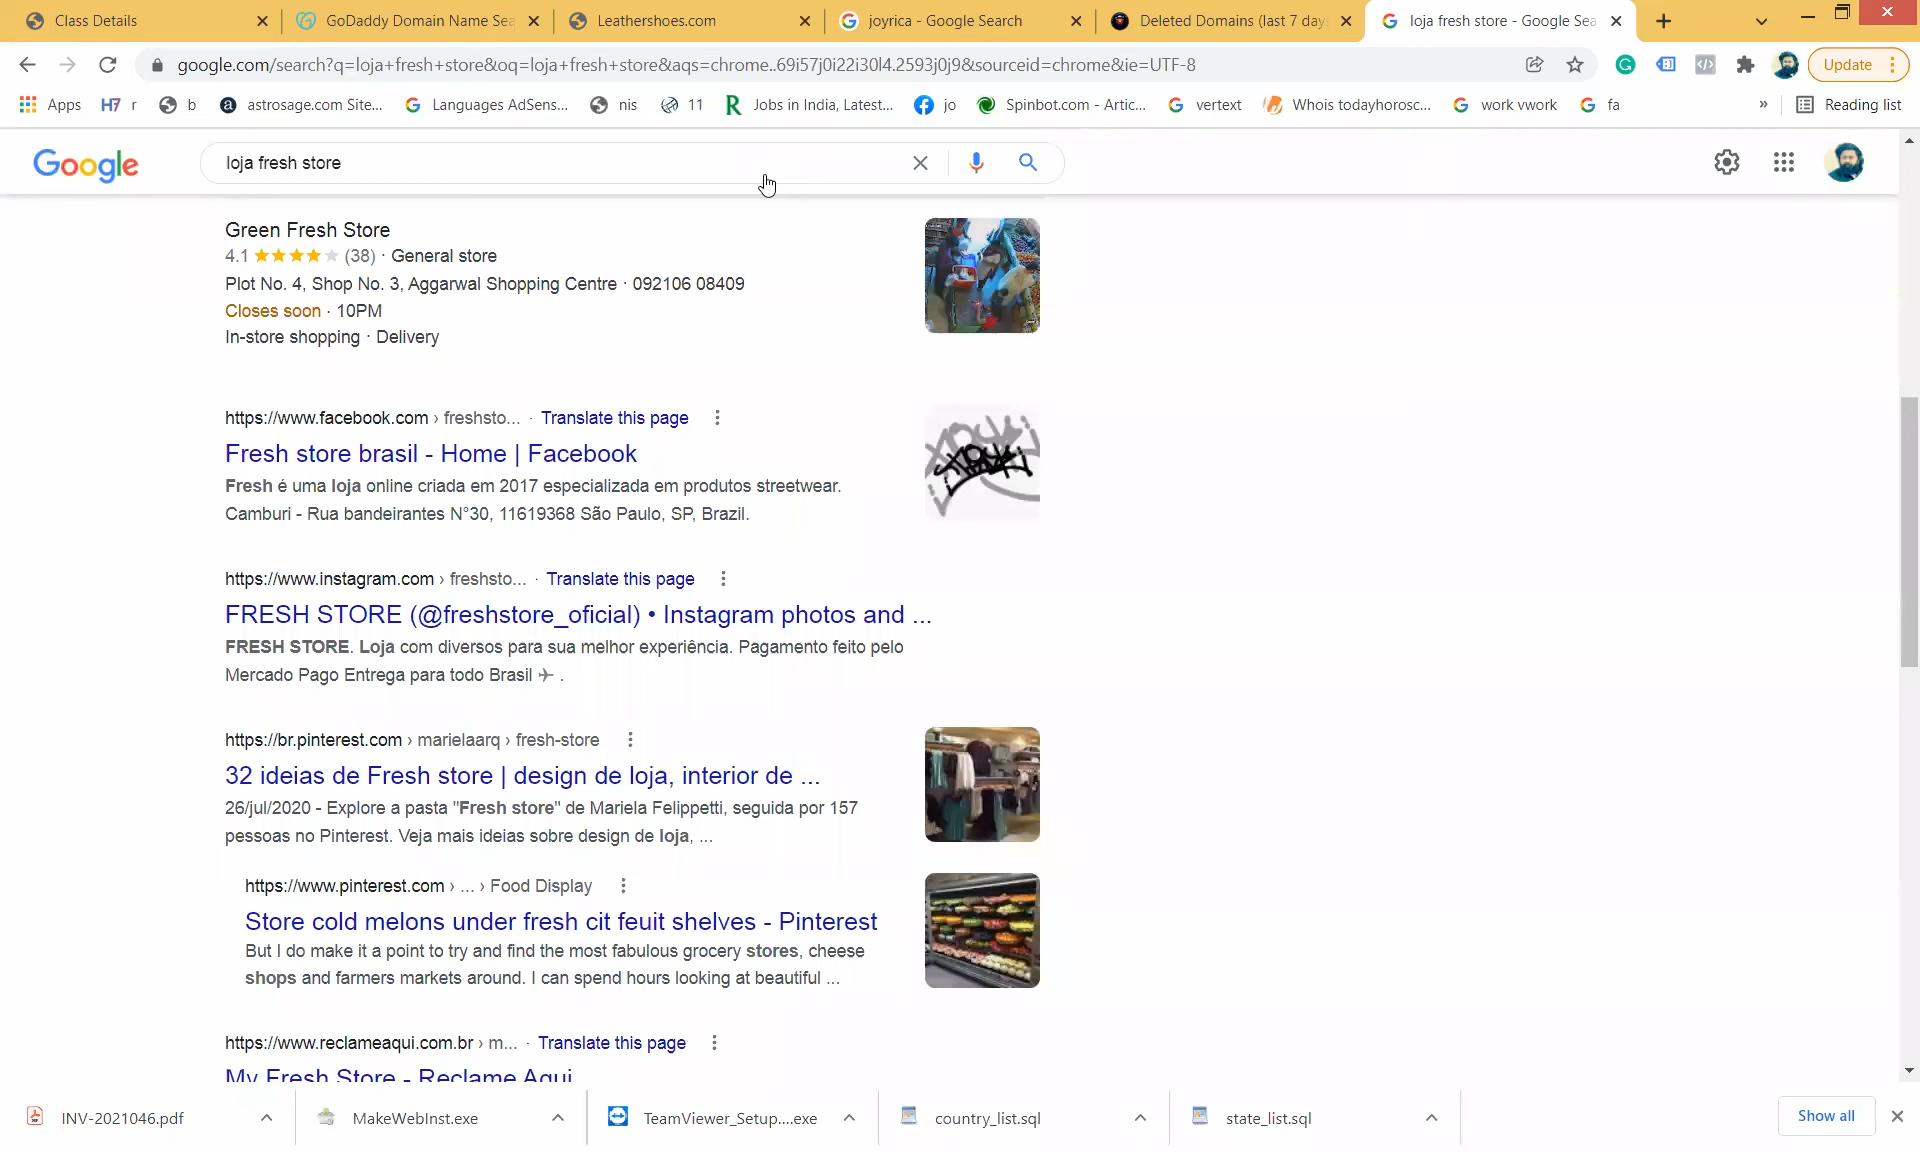 Class Details
GoDaddy Domain Name Sea
Leathershoes.com
joyrica - Google Search
Deleted Domains (last 7 day
loja fresh store - Google Sea
google.com/search?q=loja+fresh+store&oq=loja+fresh+store&aqs=chrome..69i57j0i22i30l4.2593j0j9&sourceid=chrome&ie=UTF-8
Update
Apps
H7 r
b
astrosage.com Site...
Languages AdSens...
nis
11
Jobs in India, Latest...
jo
Spinbot.com - Artic...
vertext
Whois todayhorosc...
work vwork
fa
»
Reading list
Google
loja fresh store
Green Fresh Store
4.1 (38) · General store
Plot No. 4, Shop No. 3, Aggarwal Shopping Centre · 092106 08409
Closes soon · 10PM
In-store shopping · Delivery
https://www.facebook.com › freshsto... · Translate this page
Fresh store brasil - Home | Facebook
Fresh é uma loja online criada em 2017 especializada em produtos streetwear.
Camburi - Rua bandeirantes N°30, 11619368 São Paulo, SP, Brazil.
https://www.instagram.com › freshsto... · Translate this page
FRESH STORE (@freshstore_oficial) • Instagram photos and ...
FRESH STORE. Loja com diversos para sua melhor experiência. Pagamento feito pelo
Mercado Pago Entrega para todo Brasil ✈ .
https://br.pinterest.com › marielaarq › fresh-store
32 ideias de Fresh store | design de loja, interior de ...
26/jul/2020 - Explore a pasta "Fresh store" de Mariela Felippetti, seguida por 157
pessoas no Pinterest. Veja mais ideias sobre design de loja, ...
https://www.pinterest.com › ... › Food Display
Store cold melons under fresh cit feuit shelves - Pinterest
But I do make it a point to try and find the most fabulous grocery stores, cheese
shops and farmers markets around. I can spend hours looking at beautiful ...
https://www.reclameaqui.com.br › m... · Translate this page
My Fresh Store - Reclame Aqui
INV-2021046.pdf
MakeWebInst.exe
TeamViewer_Setup....exe
country_list.sql
state_list.sql
Show all